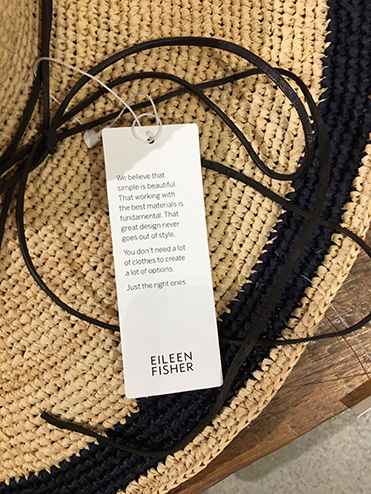 We believe that
simple is beautiful.
That working with
the best materials is
fundamental. That
great design never
goes out of style.
You don't need a lot
of clothes to create
a lot of options.
Just the right ones.
EILEEN
FISHER